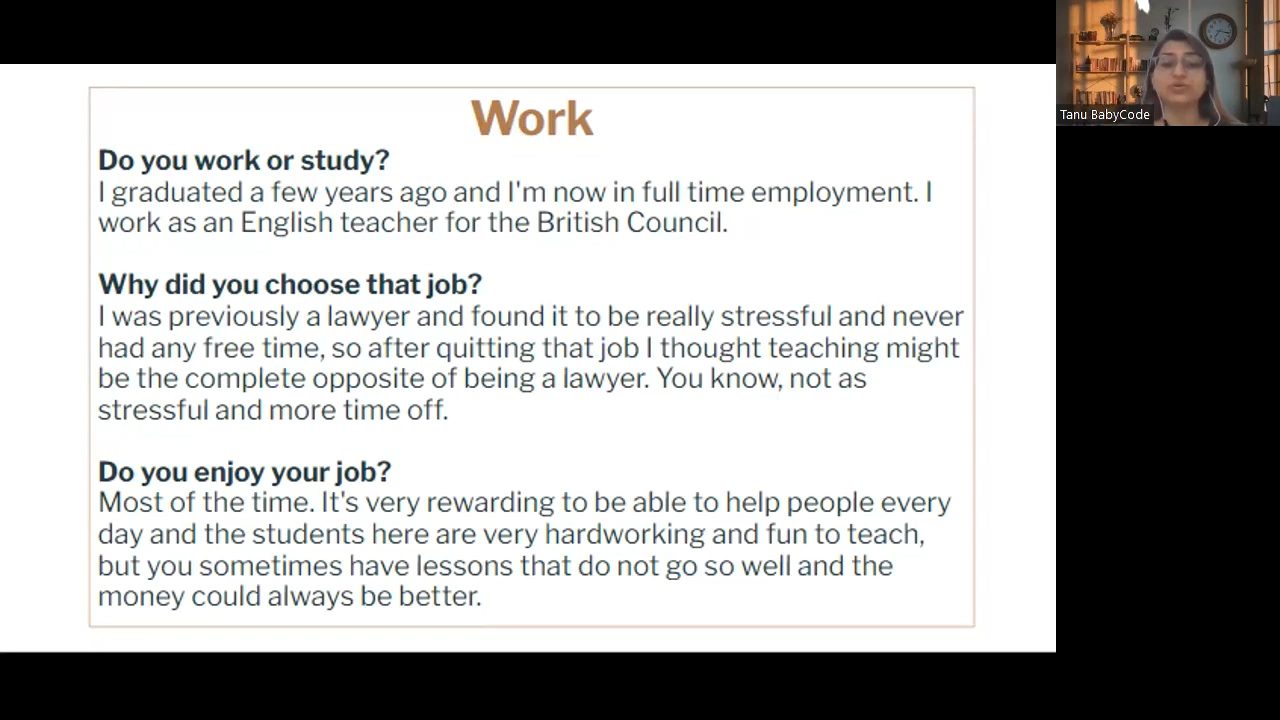 Work
Do you work or study?
I graduated a few years ago and I'm now in full time employment. I
work as an English teacher for the British Council.
Why did you choose that job?
I was previously a lawyer and found it to be really stressful and never
had any free time, so after quitting that job I thought teaching might
be the complete opposite of being a lawyer. You know, not as
stressful and more time off.
Do you enjoy your job?
Most of the time. It's very rewarding to be able to help people every
day and the students here are very hardworking and fun to teach,
but you sometimes have lessons that do not go so well and the
money could always be better.
Tanu BabyCode